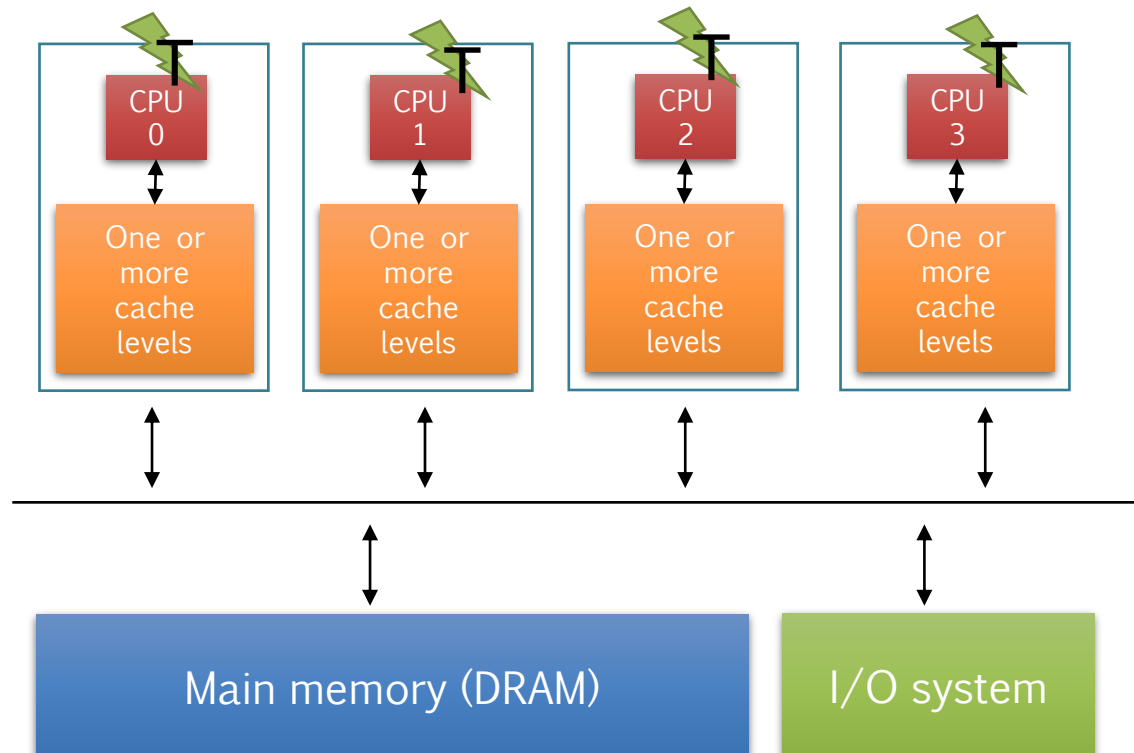 T
T
T
T
CPU
0
CPU
1
CPU
2
CPU
3
One or
more
cache
levels
One or
more
cache
levels
One or
more
cache
levels
One or
more
cache
levels
Main memory (DRAM)
I/O system